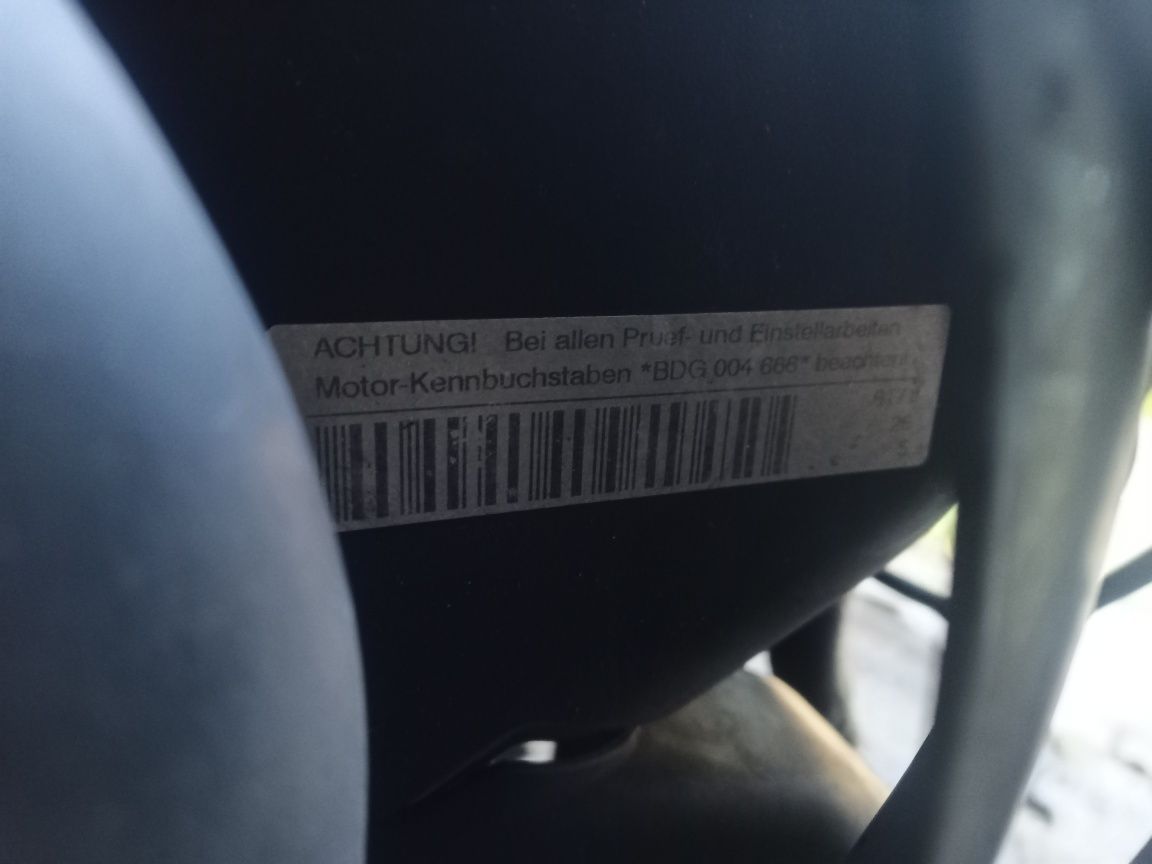 ACHTUNG! Bei allen Pruef- und Einstellarbeiten
Motor-Kennbuchstaben *BDG 004 666* beachten!